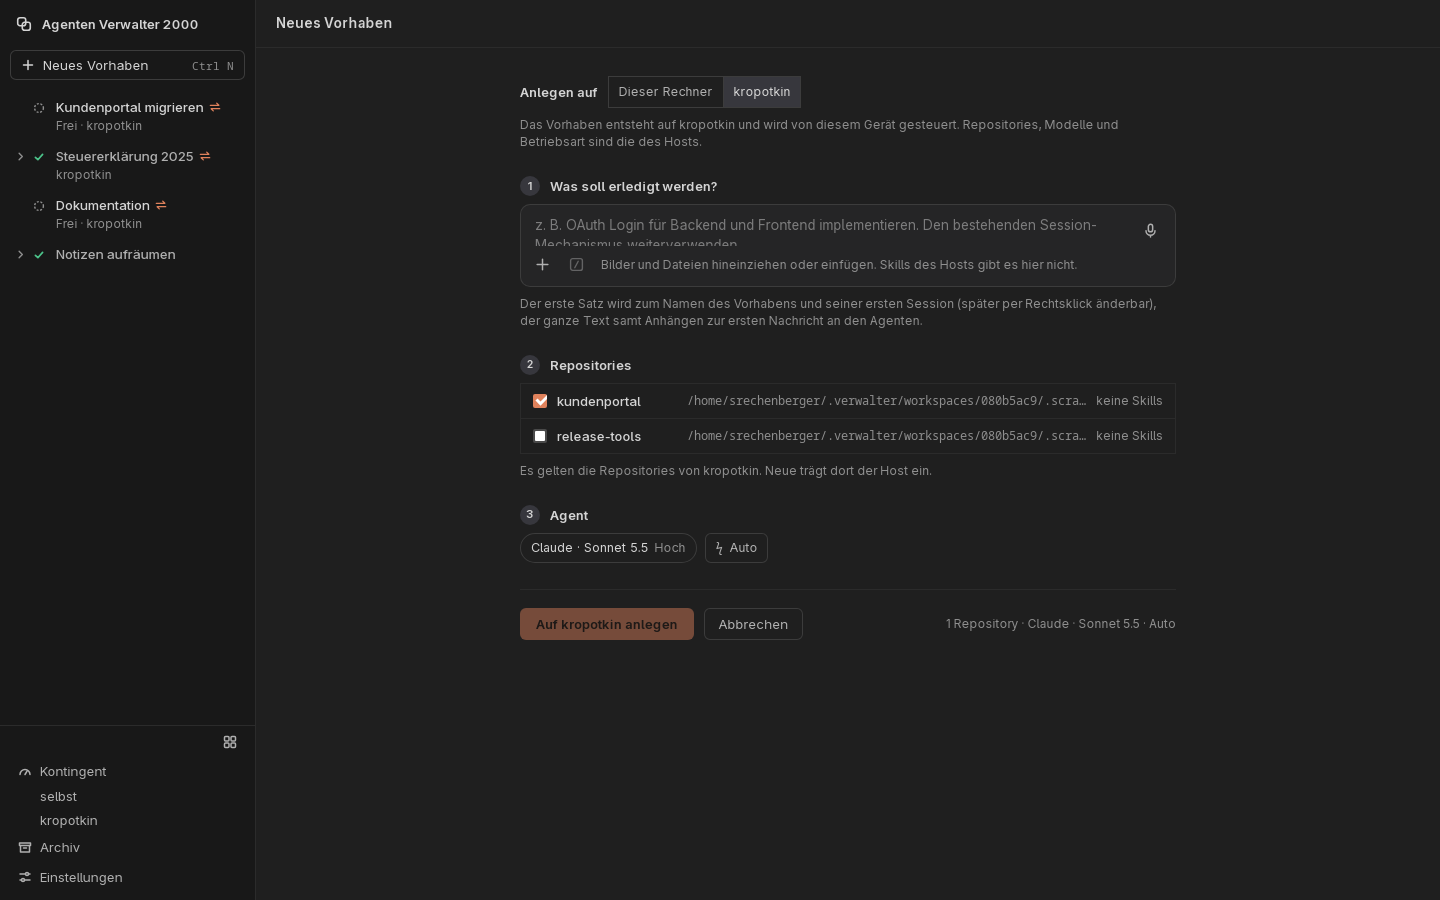 Agenten Verwalter 2000
Neues Vorhaben Ctrl N
Kundenportal migrieren
Frei · kropotkin
Steuererklärung 2025
kropotkin
Dokumentation
Frei · kropotkin
Notizen aufräumen
Kontingent
selbst
kropotkin
Archiv
Einstellungen
Neues Vorhaben
Anlegen auf Dieser Rechner kropotkin
Das Vorhaben entsteht auf kropotkin und wird von diesem Gerät gesteuert. Repositories, Modelle und
Betriebsart sind die des Hosts.
1 Was soll erledigt werden?
z. B. OAuth Login für Backend und Frontend implementieren. Den bestehenden Session-
Mechanismus weiterverwenden
Bilder und Dateien hineinziehen oder einfügen. Skills des Hosts gibt es hier nicht.
Der erste Satz wird zum Namen des Vorhabens und seiner ersten Session (später per Rechtsklick änderbar),
der ganze Text samt Anhängen zur ersten Nachricht an den Agenten.
2 Repositories
kundenportal /home/srechenberger/.verwalter/workspaces/080b5ac9/.scra… keine Skills
release-tools /home/srechenberger/.verwalter/workspaces/080b5ac9/.scra… keine Skills
Es gelten die Repositories von kropotkin. Neue trägt dort der Host ein.
3 Agent
Claude · Sonnet 5.5 Hoch Auto
Auf kropotkin anlegen Abbrechen 1 Repository · Claude · Sonnet 5.5 · Auto